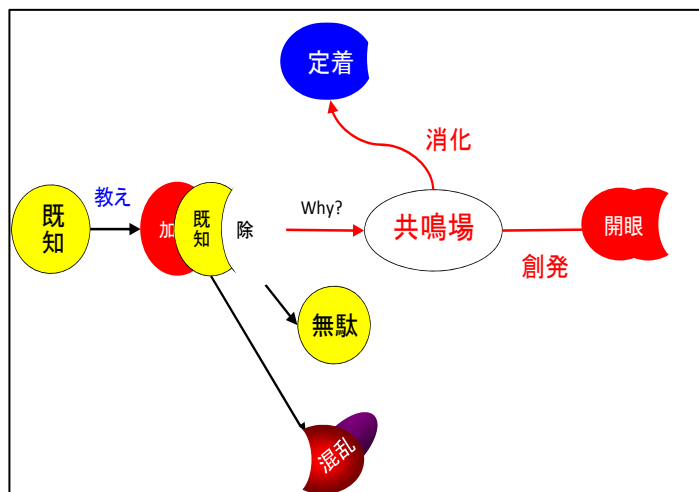 定着
消化
教え
既
知
加
既
知
除
Why?
共鳴場
開眼
創発
無駄
混乱